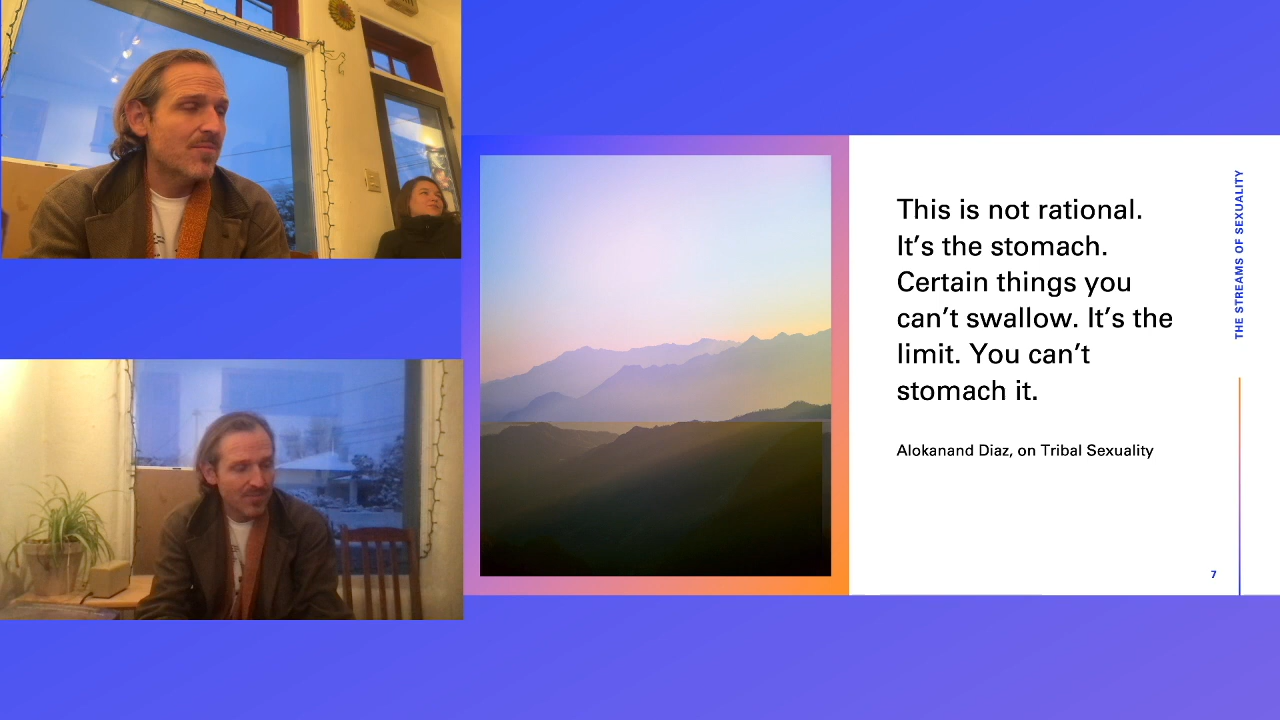 This is not rational.
It’s the stomach.
Certain things you
can’t swallow. It’s the
limit. You can’t
stomach it.
Alokanand Diaz, on Tribal Sexuality
THE STREAMS OF SEXUALITY
7